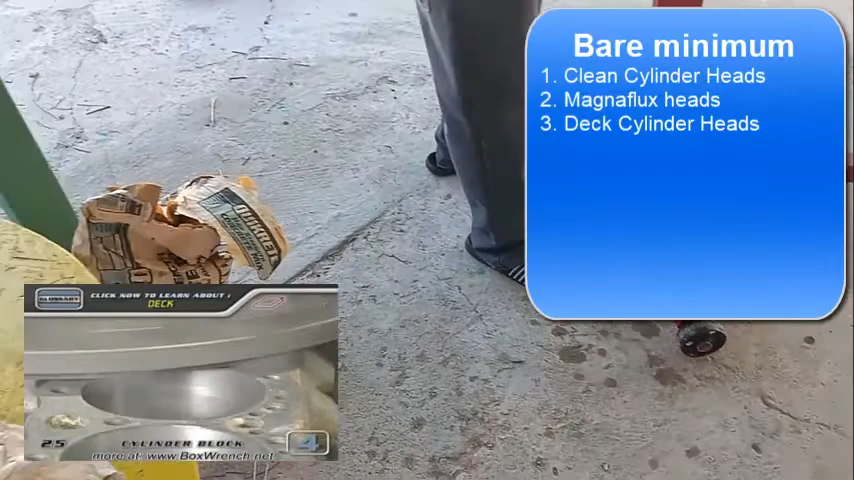 Bare minimum
1. Clean Cylinder Heads
2. Magnaflux heads
3. Deck Cylinder Heads
QUIKRETE
GLOSSARY
CLICK NOW TO LEARN ABOUT
DECK
25
CYLINDER BLOCK
4
more at: www.BoxWrench.net